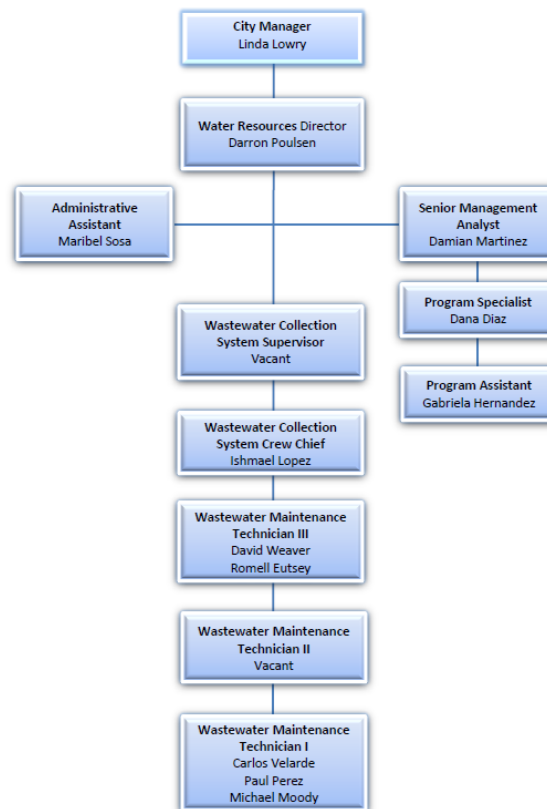 City Manager
Linda Lowry
Water Resources Director
Darron Poulsen
Administrative
Assistant
Maribel Sosa
Senior Management
Analyst
Damian Martinez
Program Specialist
Dana Diaz
Program Assistant
Gabriela Hernandez
Wastewater Collection
System Supervisor
Vacant
Wastewater Collection
System Crew Chief
Ishmael Lopez
Wastewater Maintenance
Technician III
David Weaver
Romell Eutsey
Wastewater Maintenance
Technician II
Vacant
Wastewater Maintenance
Technician I
Carlos Velarde
Paul Perez
Michael Moody